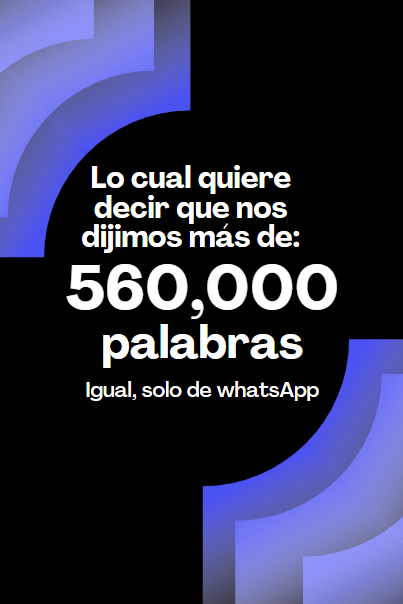 Lo cual quiere
decir que nos
dijimos más de:
560,000
palabras
Igual, solo de whatsApp